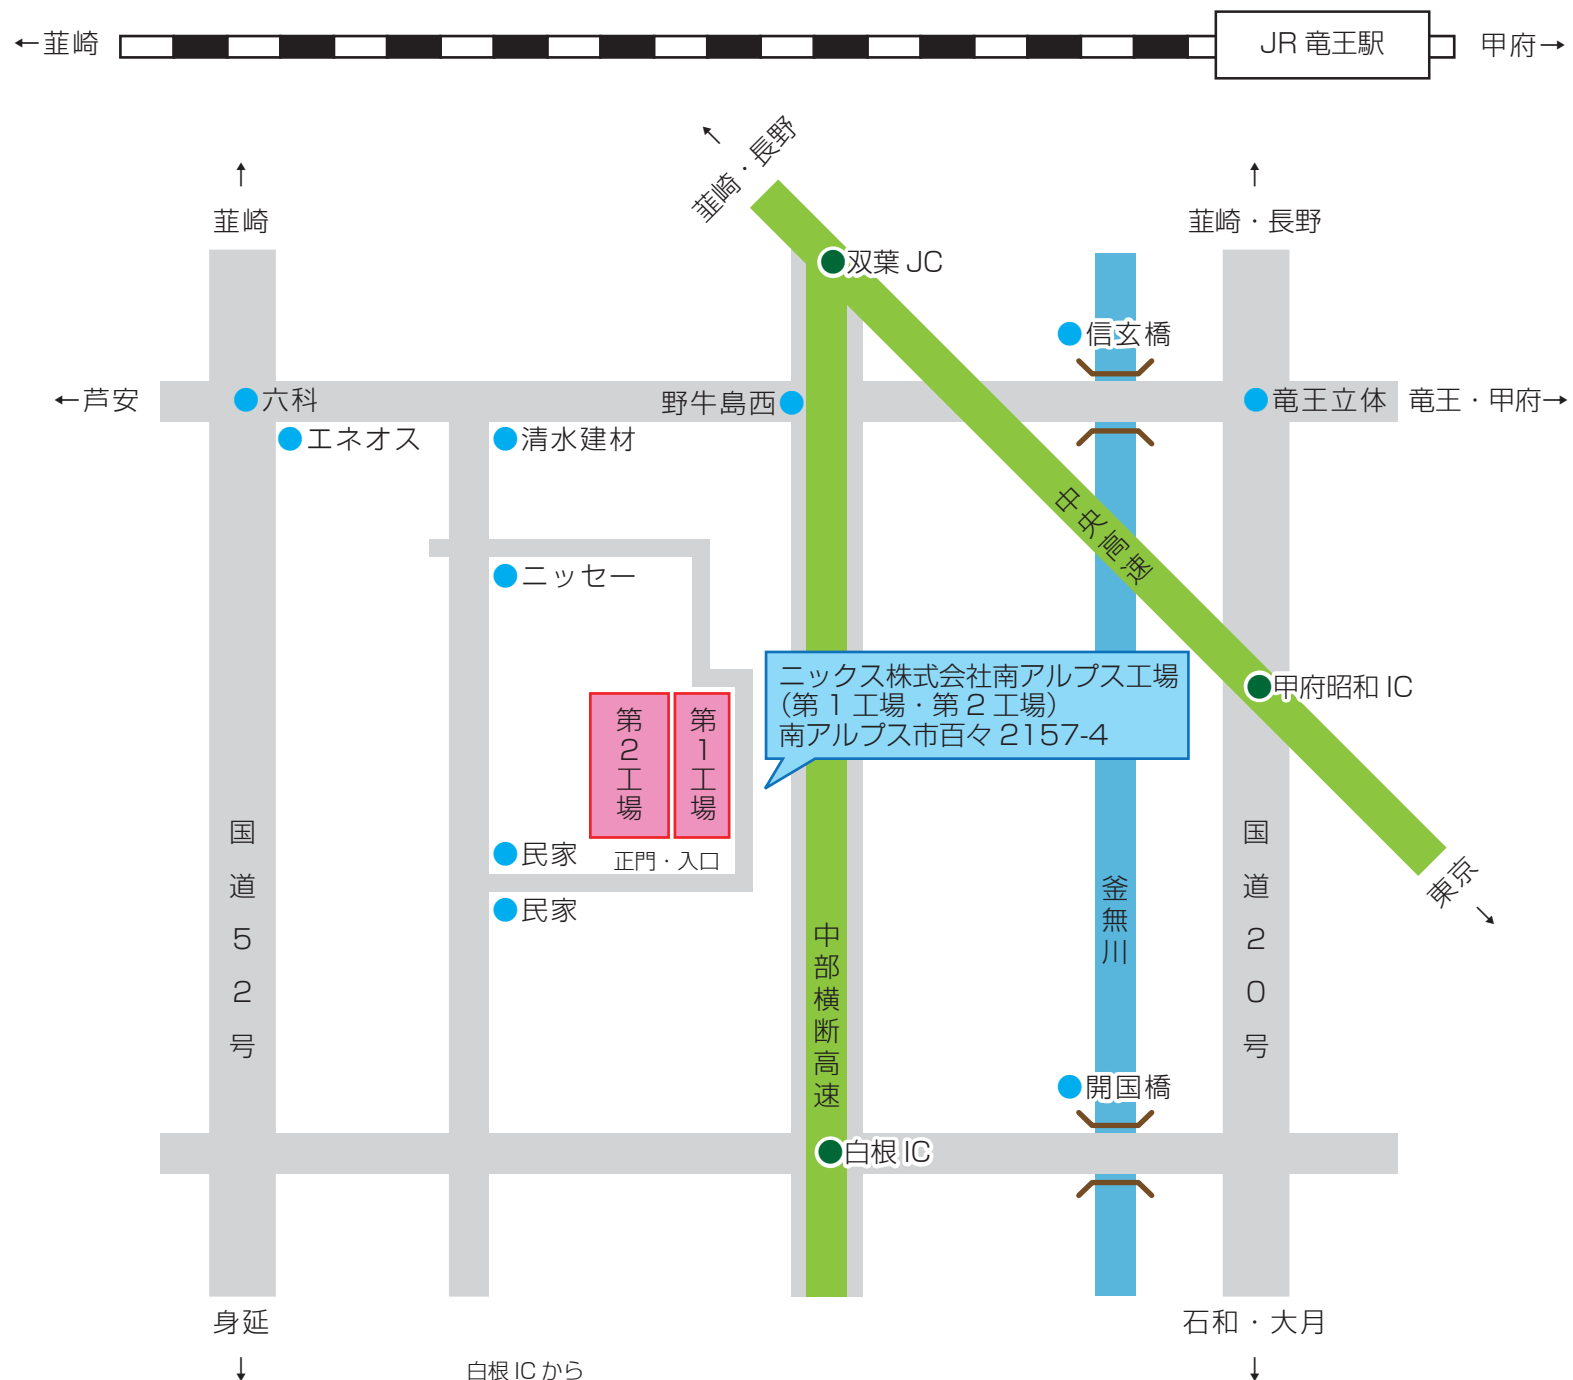 ←韮崎
JR 竜王駅
甲府→
韮崎・長野
韮崎
韮崎・長野
双葉 JC
信玄橋
←芦安
六科
野牛島西
竜王立体
竜王・甲府→
エネオス
清水建材
中央高速
ニッセー
ニックス株式会社南アルプス工場
（第 1 工場・第 2 工場）
南アルプス市百々 2157-4
甲府昭和 IC
第2工場
第1工場
国道52号
国道20号
民家
正門・入口
東京
釜無川
民家
中部横断高速
開国橋
白根 IC
身延
石和・大月
白根 IC から